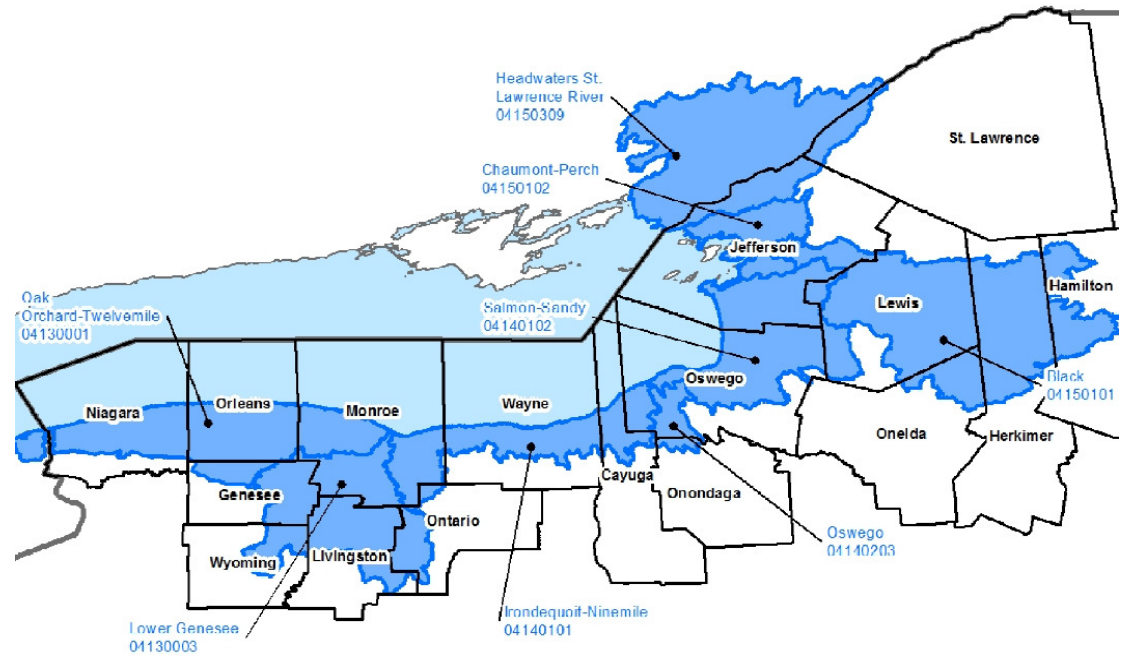 Headwaters St.
Lawrence River
04150309
St. Lawrence
Chaumont-Perch
04150102
Jefferson
Hamilton
Oak
Orchard-Twelvemile
04130001
Salmon-Sandy
04140102
Lewis
Black
04150101
Oswego
Niagara
Orleans
Monroe
Wayne
Oneida
Herkimer
Genesee
Cayuga
Onondaga
Ontario
Wyoming
Livingston
Oswego
04140203
Irondequoit-Ninemile
04140101
Lower Genesee
04130003